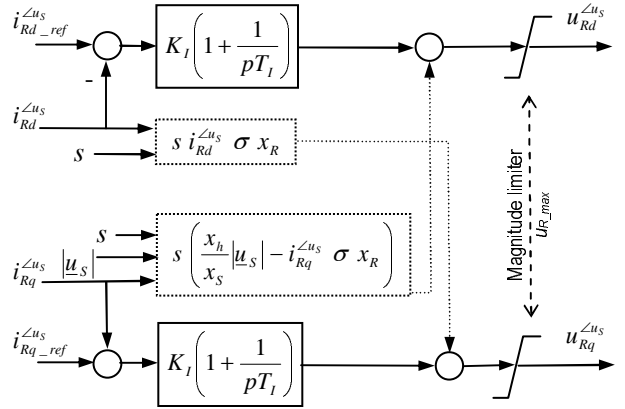 i_{Rd_ref}^{∠u_S}
K_I(1 + 1/(pT_I))
u_{Rd}^{∠u_S}
-
i_{Rd}^{∠u_S}
s i_{Rd}^{∠u_S} σ x_R
s
Magnitude limiter
u_{R_max}
s
|u_S|
s(x_h/x_S |u_S| − i_{Rq}^{∠u_S} σ x_R)
i_{Rq}^{∠u_S}
i_{Rq_ref}^{∠u_S}
K_I(1 + 1/(pT_I))
u_{Rq}^{∠u_S}